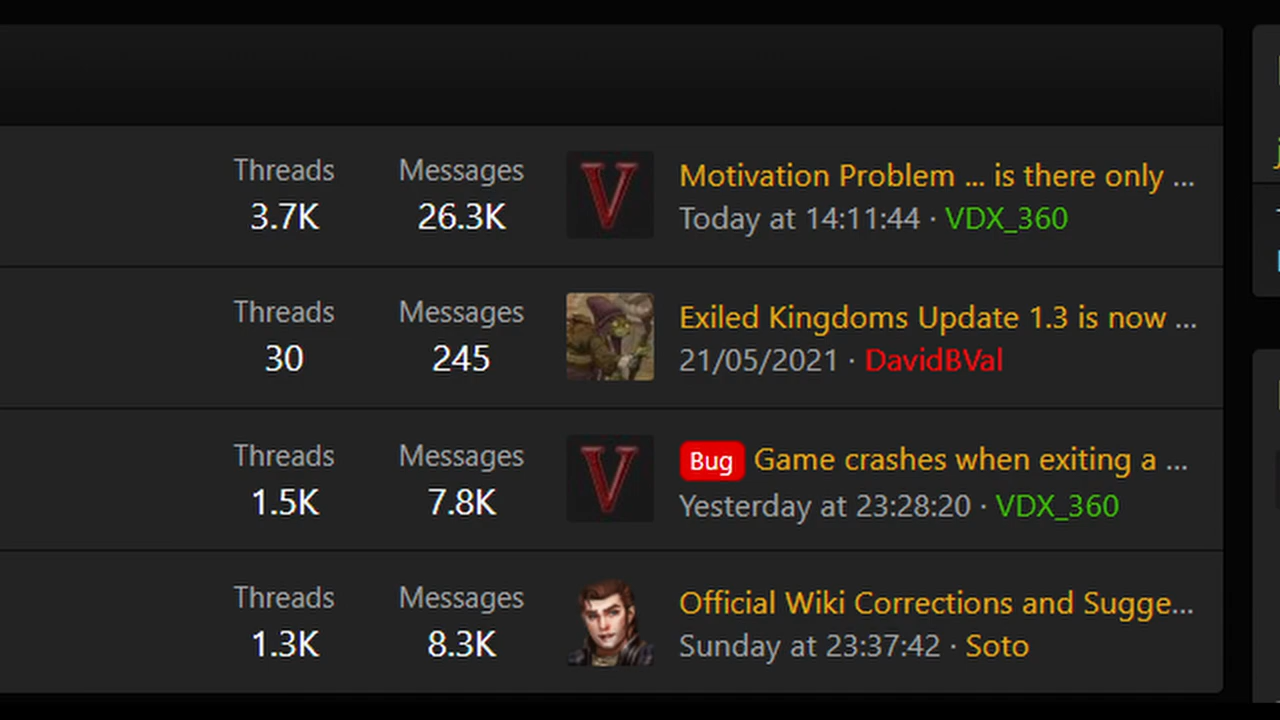 Threads Messages
3.7K 26.3K
V
Motivation Problem ... is there only ...
Today at 14:11:44 · VDX_360
Threads Messages
30 245
Exiled Kingdoms Update 1.3 is now ...
21/05/2021 · DavidBVal
Threads Messages
1.5K 7.8K
V
Bug Game crashes when exiting a ...
Yesterday at 23:28:20 · VDX_360
Threads Messages
1.3K 8.3K
Official Wiki Corrections and Sugge...
Sunday at 23:37:42 · Soto